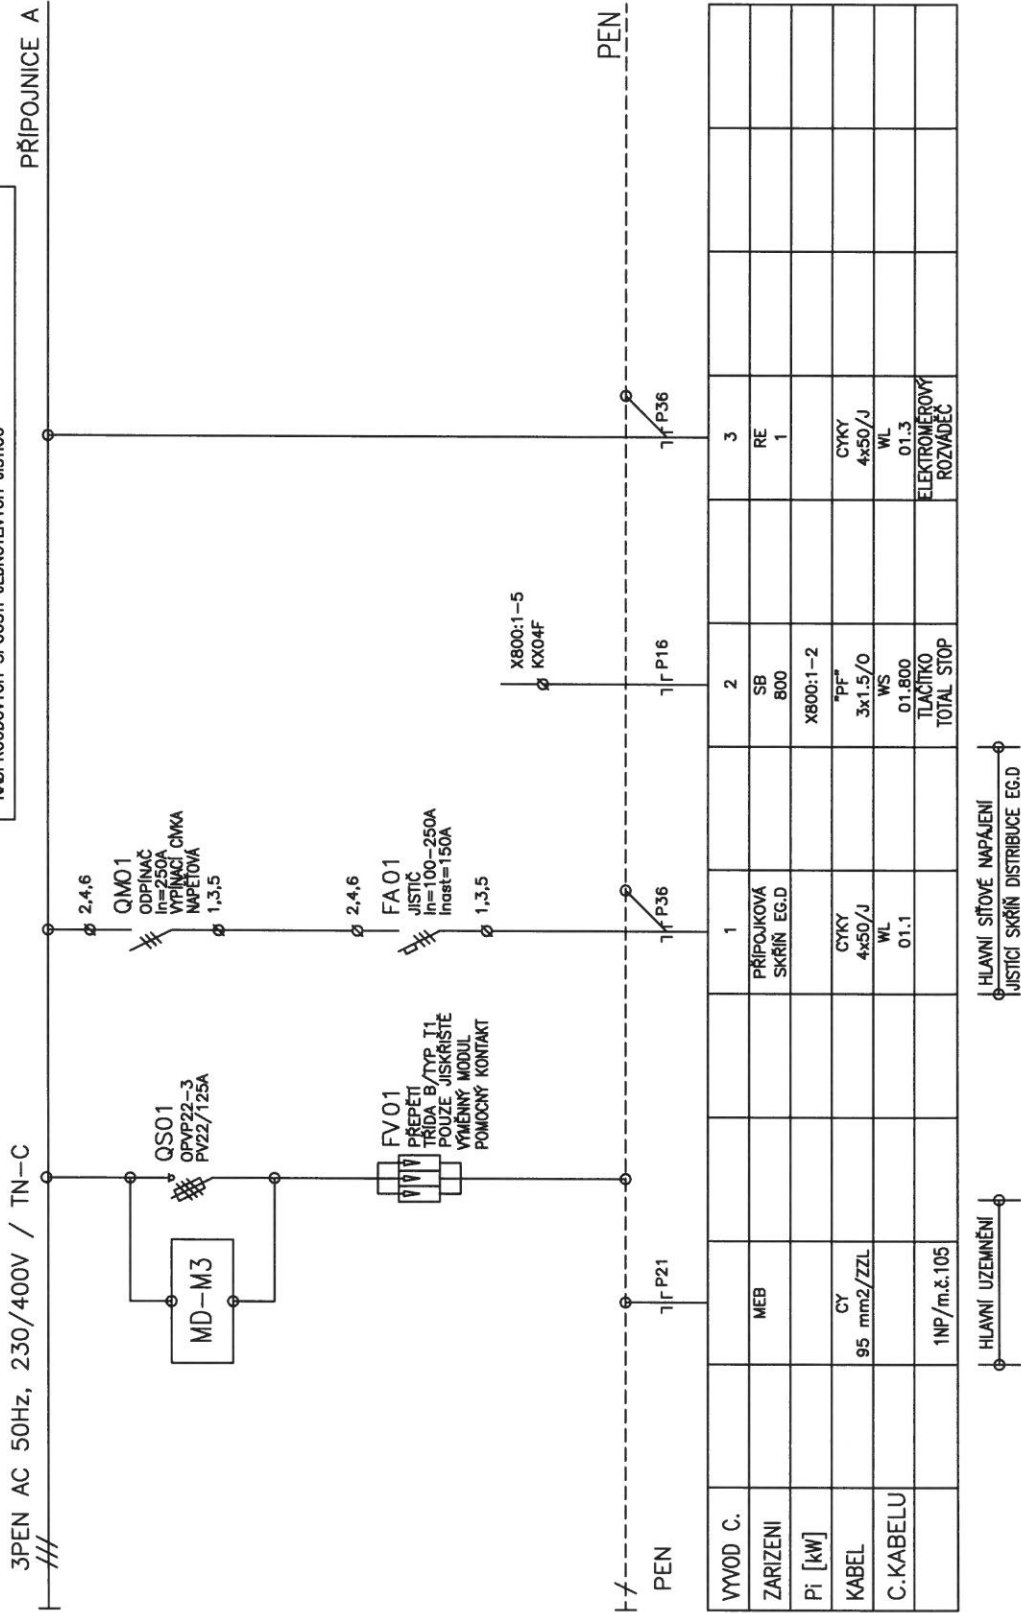 3PEN AC 50Hz, 230/400V / TN-C
PŘÍPOJNICE A
MD-M3
QS01
OPVP22-3
PV22/125A
FV01
PŘEPĚTÍ
TŘÍDA B/TYP T1
POUZE JISKŘIŠTĚ
VÝMĚNNÝ MODUL
POMOCNÝ KONTAKT
2,4,6
QM01
ODPÍNAČ
In=250A
VYPÍNACÍ CÍVKA
NAPĚŤOVÁ
1,3,5
2,4,6
FA01
JISTIČ
In=100-250A
Inast=150A
1,3,5
X800:1-5
KX04F
PEN
PEN
P21
P36
P16
P36
VYVOD C.
1
2
3
ZARIZENI
MEB
PŘÍPOJKOVÁ
SKŘÍŇ EG.D
SB
800
RE
1
Pi [kW]
X800:1-2
KABEL
CY
95 mm2/ZZL
CYKY
4x50/J
"PF"
3x1.5/O
CYKY
4x50/J
C.KABELU
WL
01.1
WS
01.800
WL
01.3
1NP/m.č.105
TLAČÍTKO
TOTAL STOP
ELEKTROMĚROVÝ
ROZVÁDĚČ
HLAVNÍ UZEMNĚNÍ
HLAVNÍ SÍŤOVÉ NAPÁJENÍ
JISTÍCÍ SKŘÍŇ DISTRIBUCE EG.D